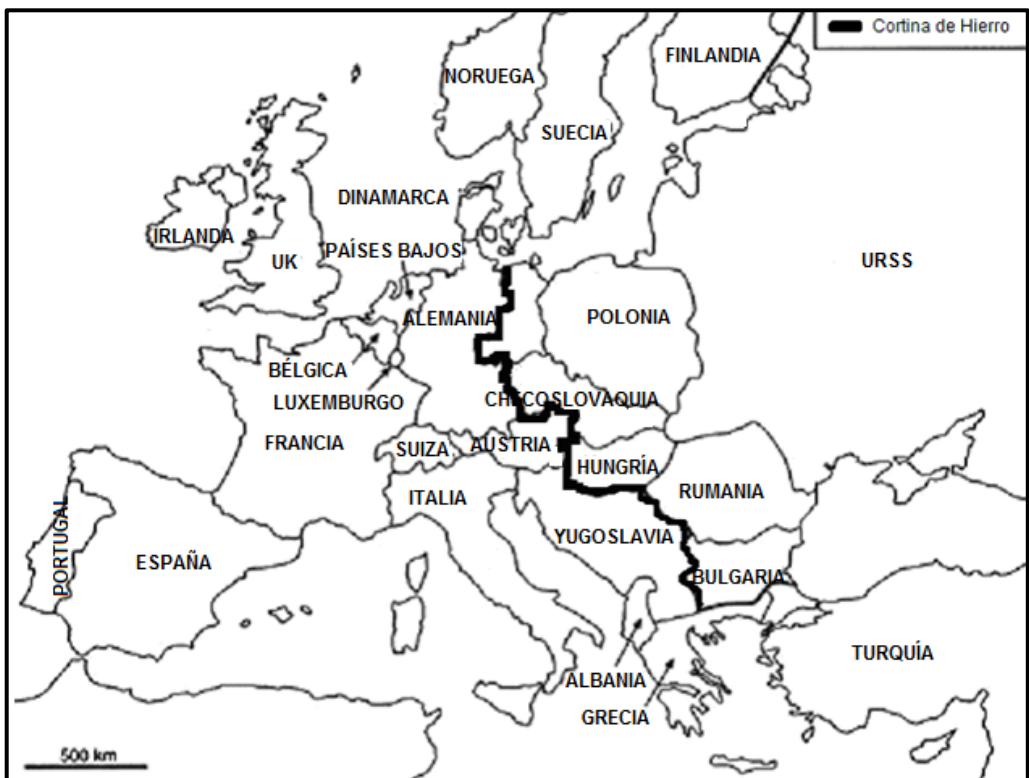 Cortina de Hierro
FINLANDIA
NORUEGA
SUECIA
DINAMARCA
IRLANDA
PAÍSES BAJOS
UK
URSS
ALEMANIA
POLONIA
BÉLGICA
CHECOSLOVAQUIA
LUXEMBURGO
FRANCIA
SUIZA
AUSTRIA
HUNGRÍA
RUMANIA
ITALIA
YUGOSLAVIA
PORTUGAL
ESPAÑA
BULGARIA
TURQUÍA
ALBANIA
GRECIA
500 km